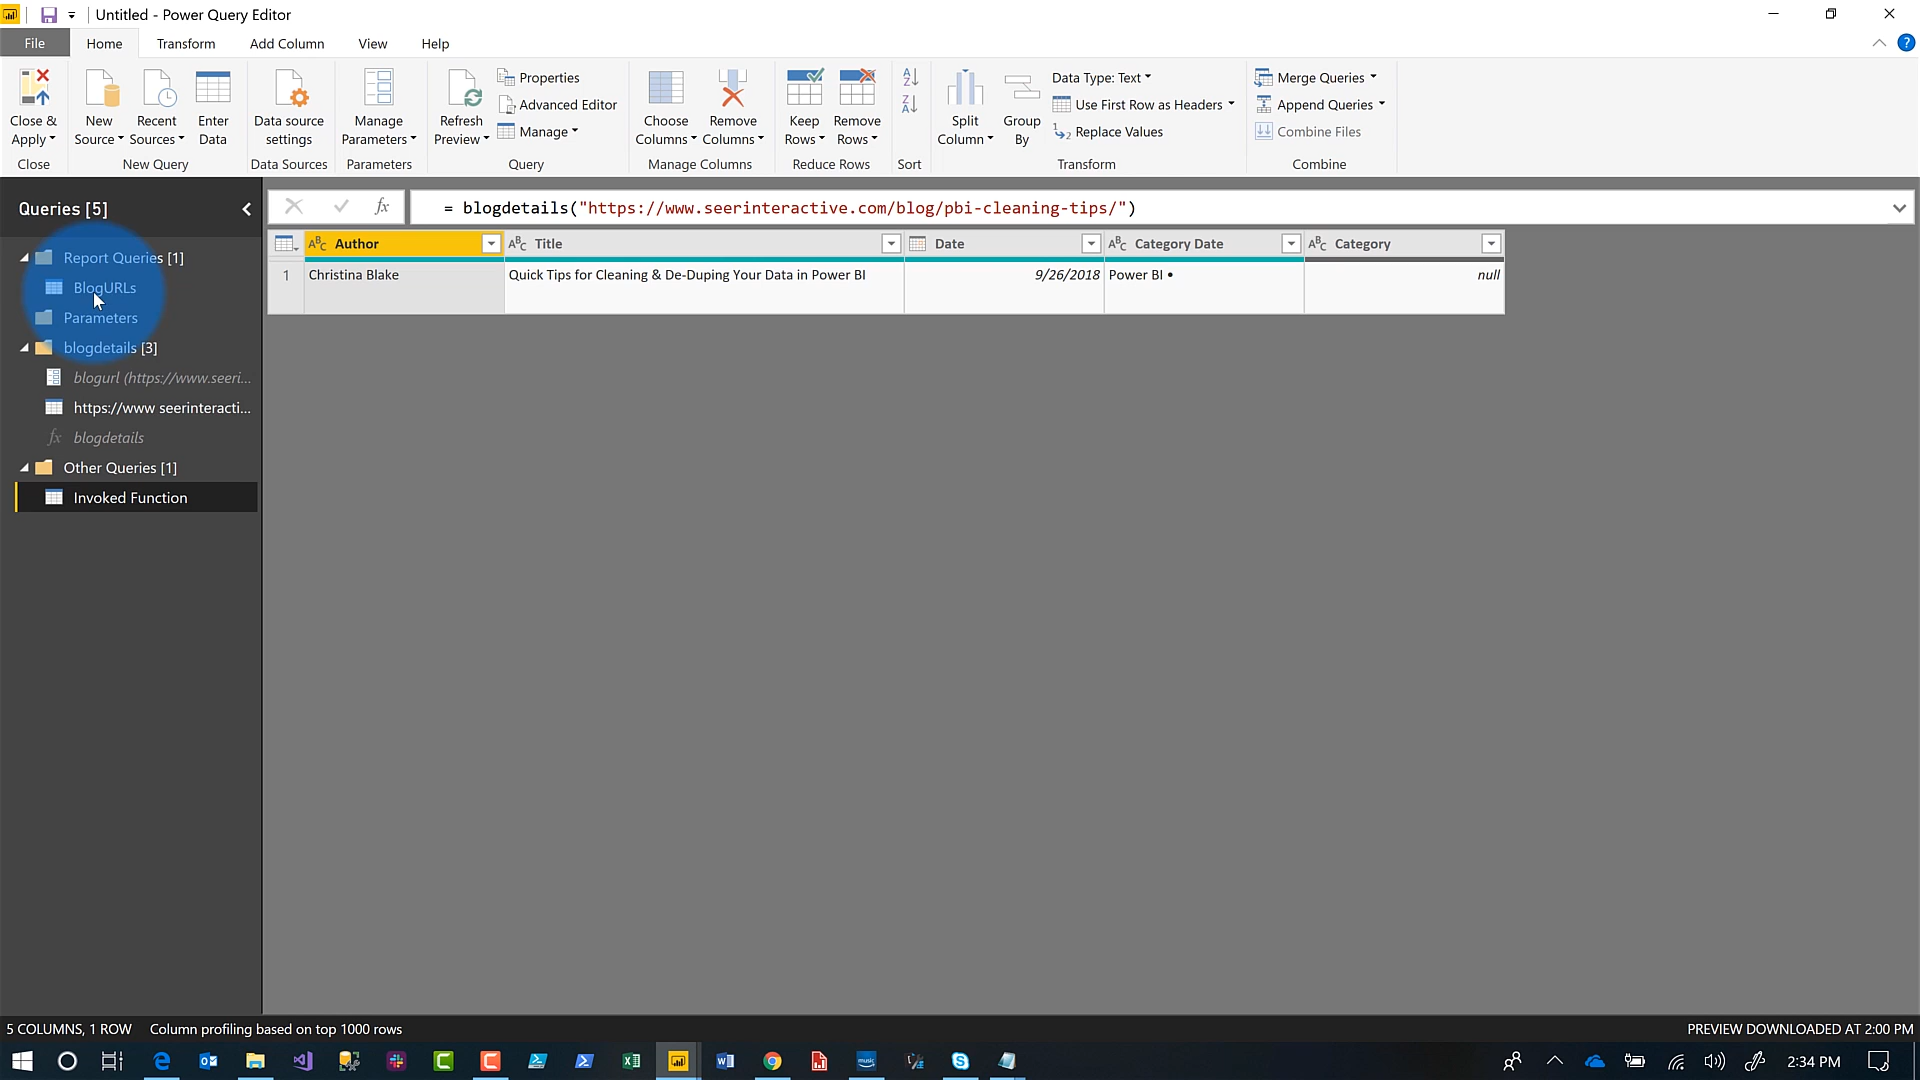 Untitled - Power Query Editor
File Home Transform Add Column View Help
Close & Apply
New Source
Recent Sources
Enter Data
Data source settings
Manage Parameters
Refresh Preview
Properties
Advanced Editor
Manage
Choose Columns
Remove Columns
Keep Rows
Remove Rows
Split Column
Group By
Data Type: Text
Use First Row as Headers
Replace Values
Merge Queries
Append Queries
Combine Files
Close New Query Data Sources Parameters Query Manage Columns Reduce Rows Sort Transform Combine
Queries [5]
= blogdetails("https://www.seerinteractive.com/blog/pbi-cleaning-tips/")
Report Queries [1]
BlogURLs
Parameters
blogdetails [3]
blogurl (https://www.seeri...
https://www seerinteracti...
blogdetails
Other Queries [1]
Invoked Function
Author Title Date Category Date Category
1 Christina Blake Quick Tips for Cleaning & De-Duping Your Data in Power BI 9/26/2018 Power BI • null
5 COLUMNS, 1 ROW Column profiling based on top 1000 rows PREVIEW DOWNLOADED AT 2:00 PM
2:34 PM